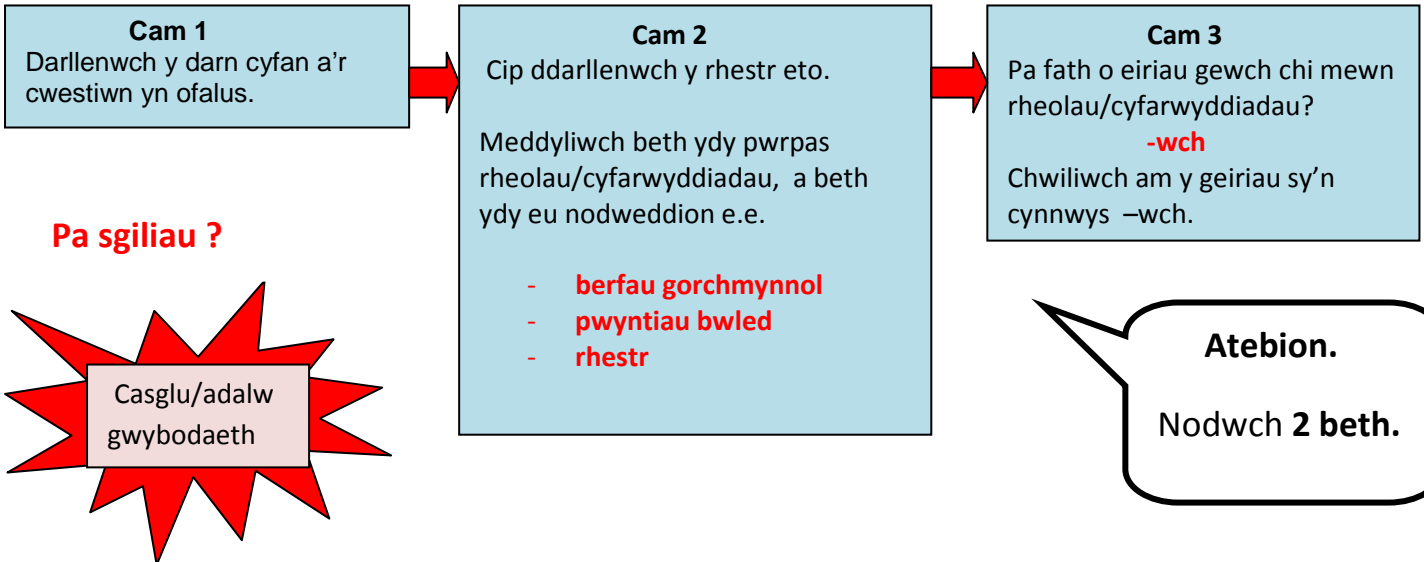 Cam 1
Darllenwch y darn cyfan a'r
cwestiwn yn ofalus.
Cam 2
Cip ddarllenwch y rhestr eto.
Meddyliwch beth ydy pwrpas
rheolau/cyfarwyddiadau, a beth
ydy eu nodweddion e.e.
- berfau gorchmynnol
- pwyntiau bwled
- rhestr
Cam 3
Pa fath o eiriau gewch chi mewn
rheolau/cyfarwyddiadau?
-wch
Chwiliwch am y geiriau sy’n
cynnwys –wch.
Pa sgiliau ?
Casglu/adalw
gwybodaeth
Atebion.
Nodwch 2 beth.